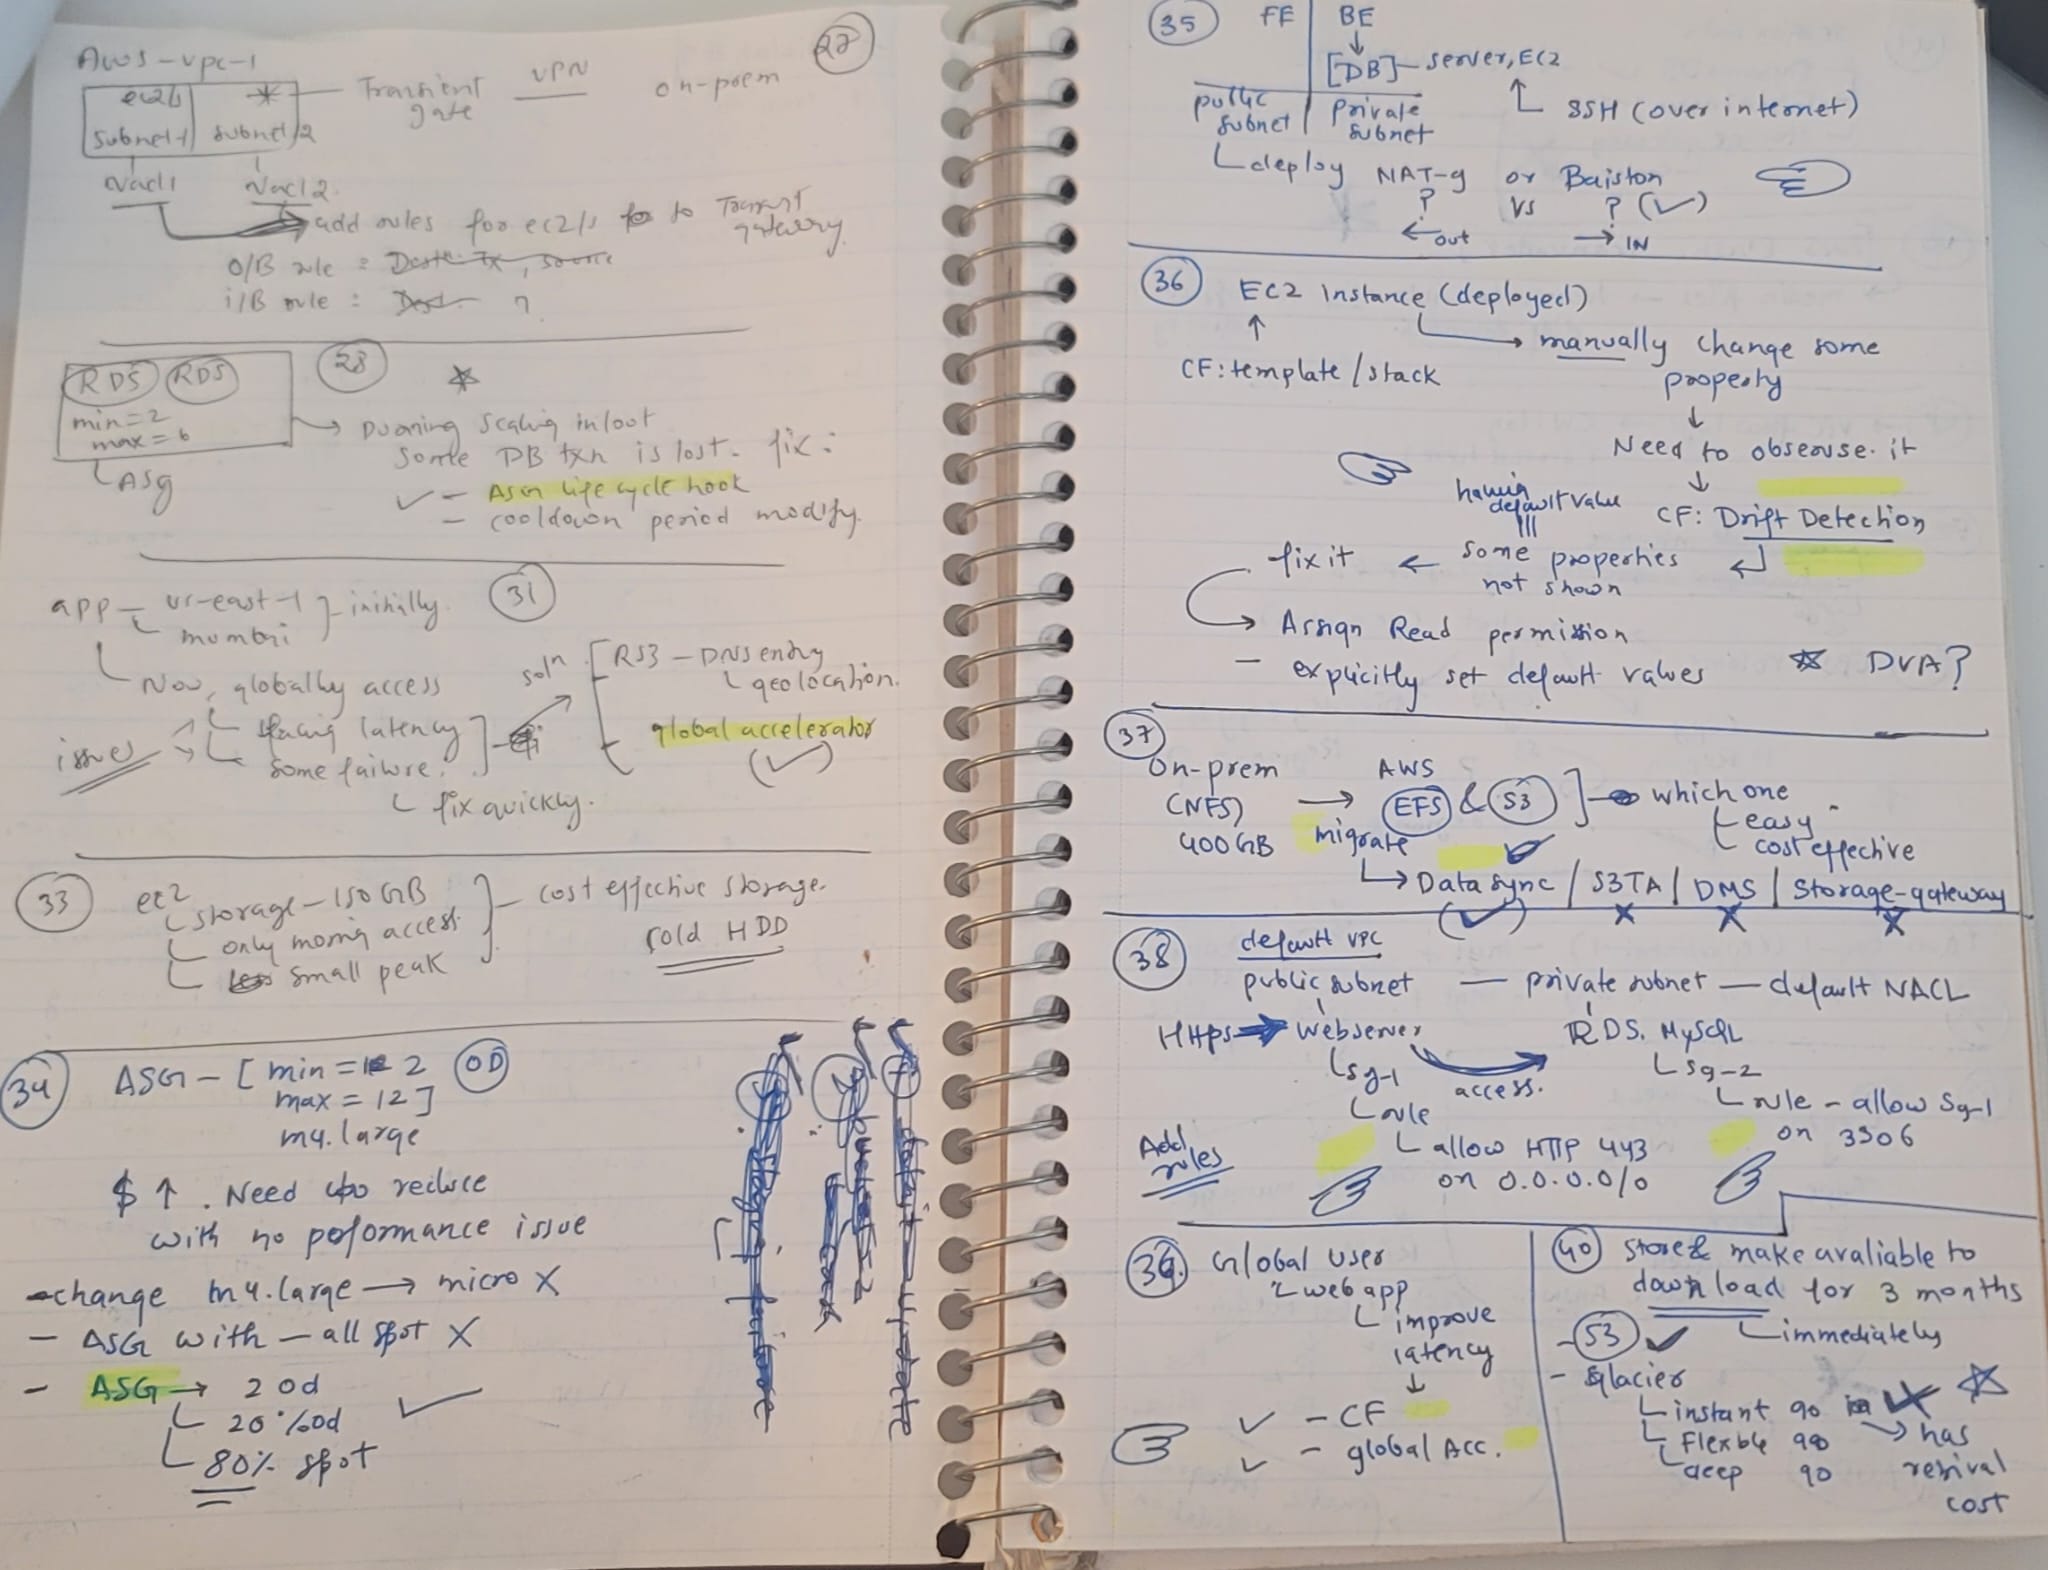 27
Aws-vpc-1
ec2/s
subnet-1 subnet/2
Transient gate VPN on-prem
Nacl1 Nacl2.
add rules for ec2/s to Transit gateway
O/B rule :
i/B rule : ?
28
RDS RDS
min=2
max=6
ASg
scaling in/out
some DB txn is lost. fix:
- ASG life cycle hook
- cooldown period modify.
31
app - us-east-1
mumbai
initially.
Now, globally access
issue
facing latency
some failure.
fix quickly.
soln
R53 - DNS entry
geolocation.
global accelerator
33
ec2
storage - 150GB
only morning access.
small peak
cost effective storage.
cold HDD
34
ASG - [ min = 2 OD
max = 12 ]
m4.large
$ ↑ . Need to reduce
with no performance issue
- change m4.large → micro X
- ASG with - all spot X
- ASG → 2 od
20%od
80% spot
35
FE BE
[DB] - server, EC2
SSH (over internet)
public subnet
private subnet
deploy NAT-g or Baiston
? vs ? (✓)
← out → IN
36
EC2 Instance (deployed)
manually change some
property
CF: template / stack
Need to obsearse. it
CF: Drift Detection
having
default value
some properties
not shown
fix it ←
→ Assign Read permission
- explicitly set default values
DVA?
37
On-prem
(NFS)
400GB
→ migrate
AWS
EFS & S3
which one
easy
cost effective
→ Data sync / S3TA / DMS / Storage-gateway
(✓) X X X
38
default VPC
public subnet — private subnet — default NACL
Https → Webserver RDS. MySQL
sg-1 access. sg-2
rule
allow HTTP 443
on 0.0.0.0/0
rule - allow Sg-1
on 3306
Add rules
39.
Global user
web app
improve
latency
↓
✓ - CF
✓ - global Acc.
40
store & make avaliable to
download for 3 months
immediately
- S3 ✓
- glacier
instant 90
Flexble 90
deep 90
→ has
cost